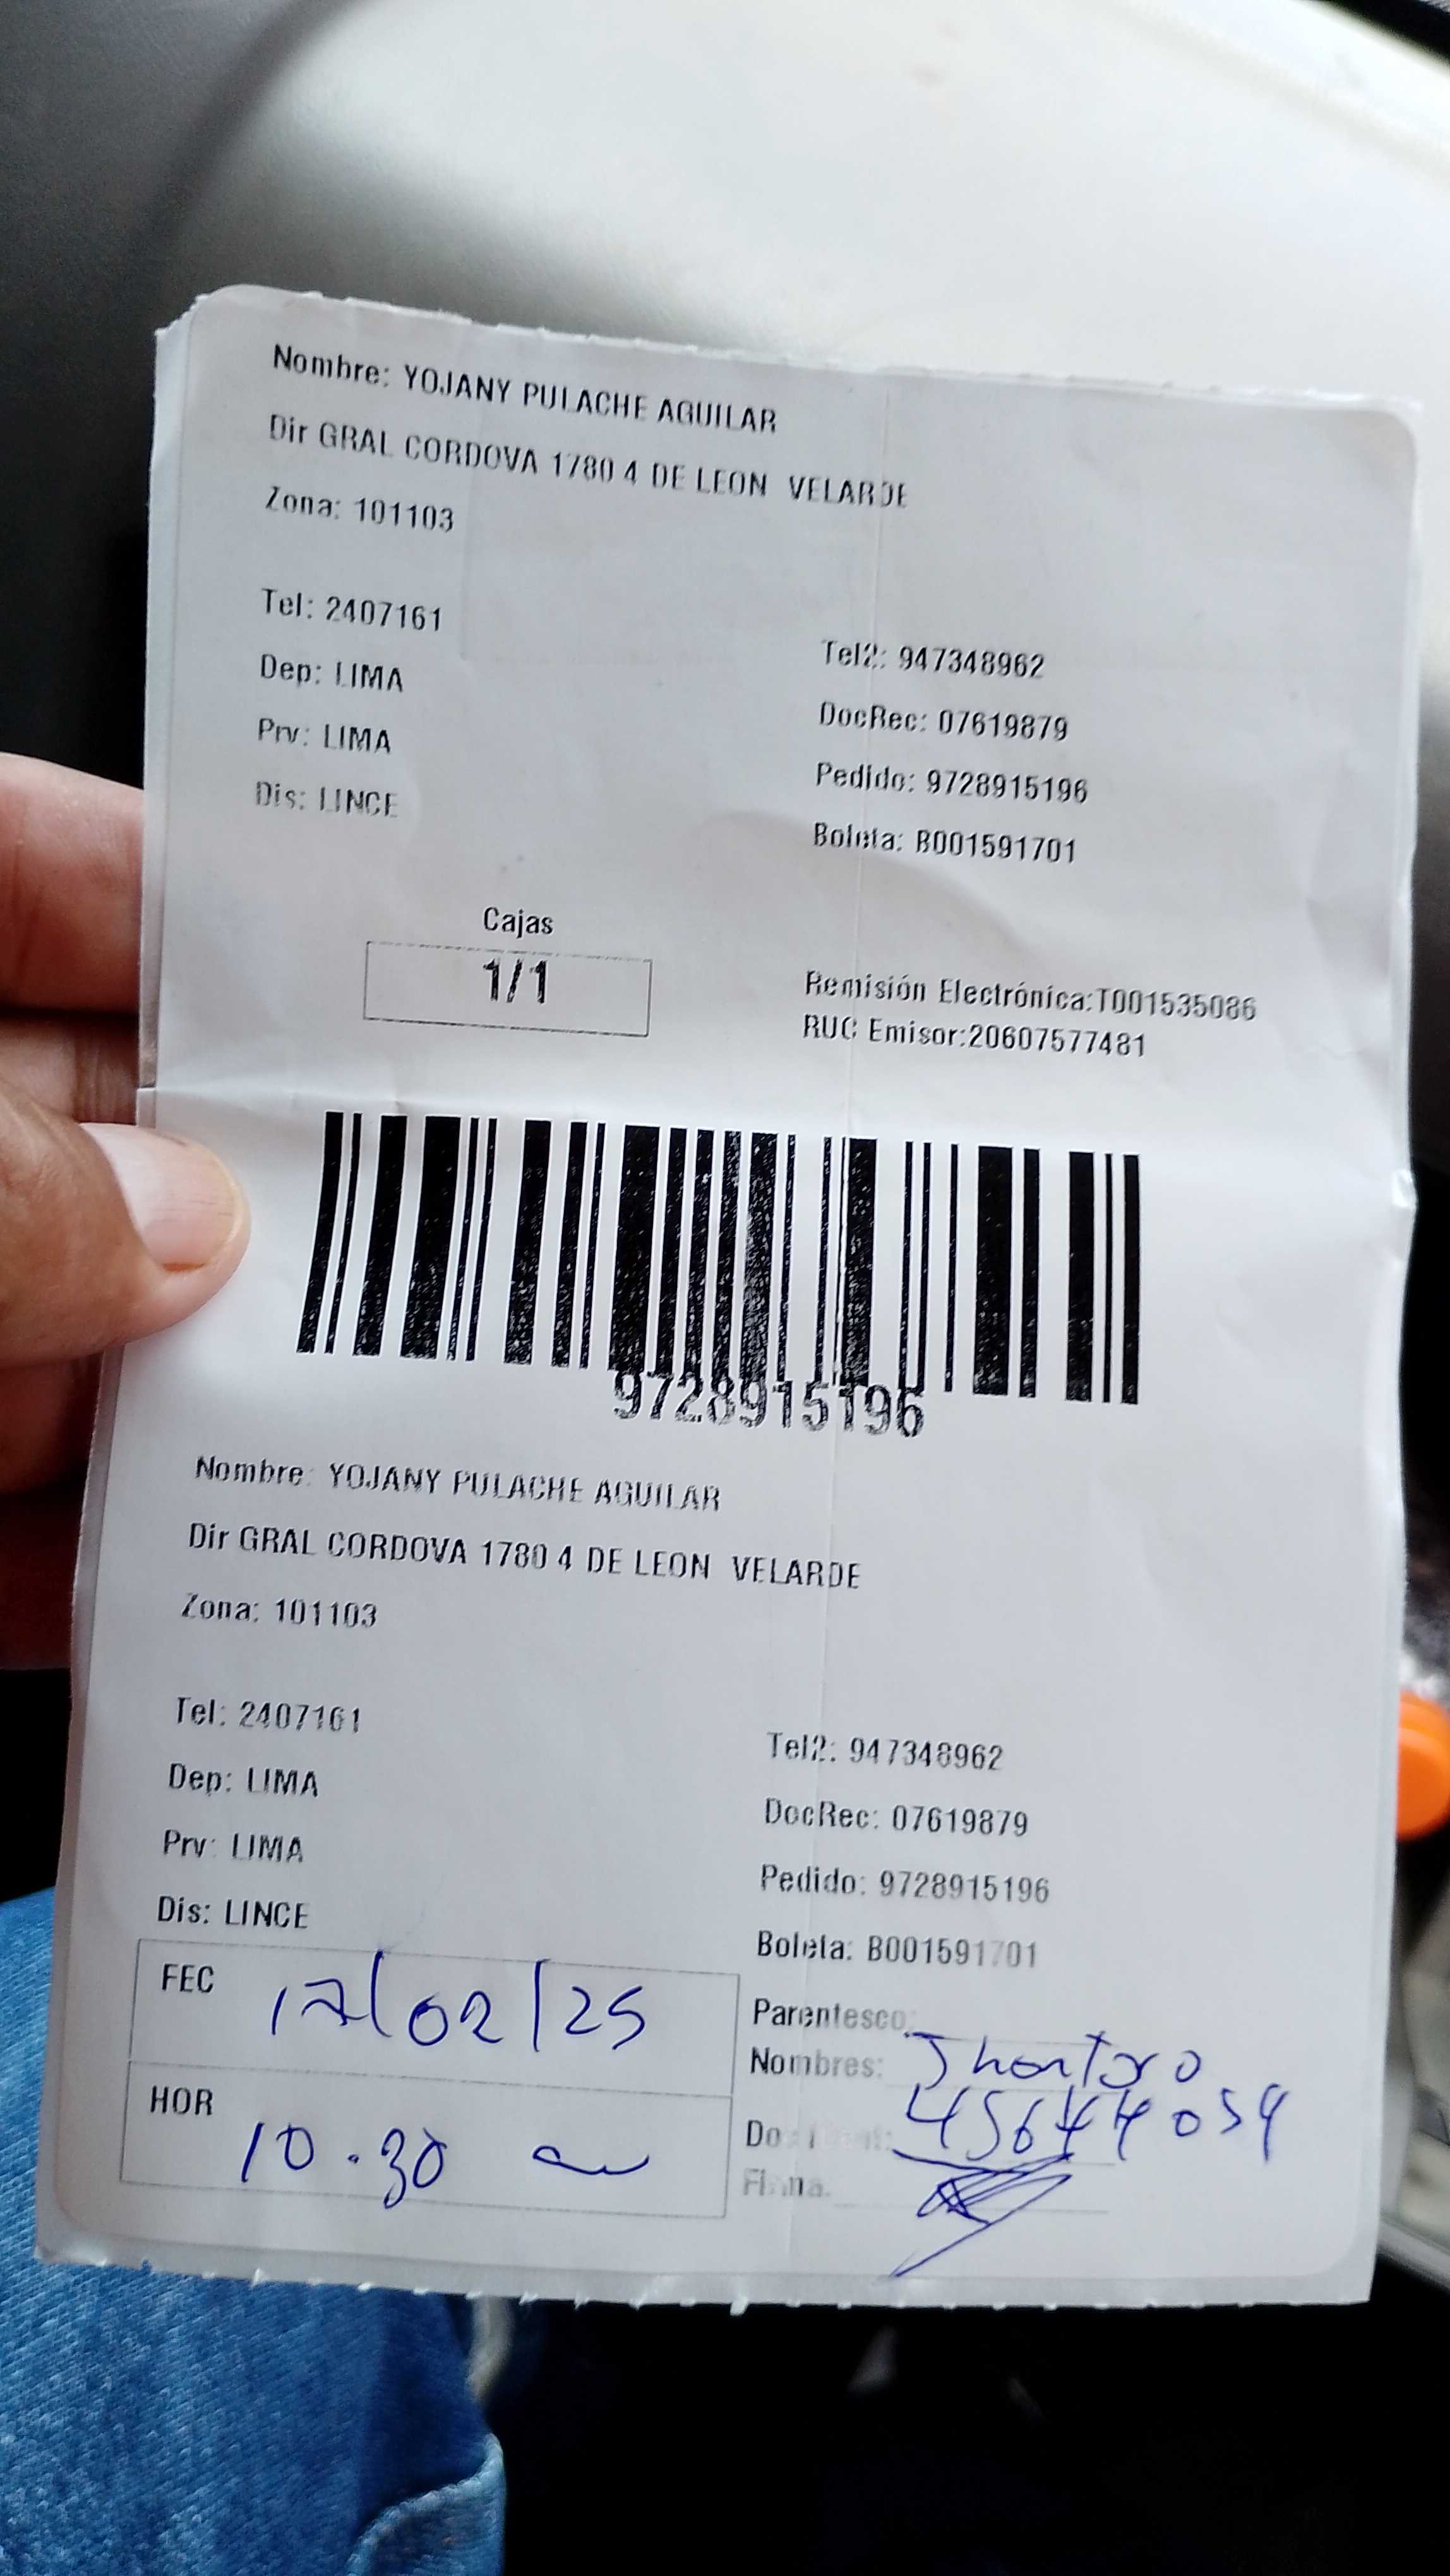 Nombre: YOJANY PULACHE AGUILAR
Dir GRAL CORDOVA 1780 4 DE LEON VELARDE
Zona: 101103
Tel: 2407161
Tel2: 947348962
Dep: LIMA
DocRec: 07619879
Prv: LIMA
Pedido: 9728915196
Dis: LINCE
Boleta: B001591701
Cajas
1/1
Remisión Electrónica:T001535086
RUC Emisor:20607577481
9728915196
Nombre: YOJANY PULACHE AGUILAR
Dir GRAL CORDOVA 1780 4 DE LEON VELARDE
Zona: 101103
Tel: 2407161
Tel2: 947348962
Dep: LIMA
DocRec: 07619879
Prv: LIMA
Pedido: 9728915196
Dis: LINCE
Boleta: B001591701
FEC 17/02/25
Parentesco:
Nombres:
HOR 10.30
Firma: